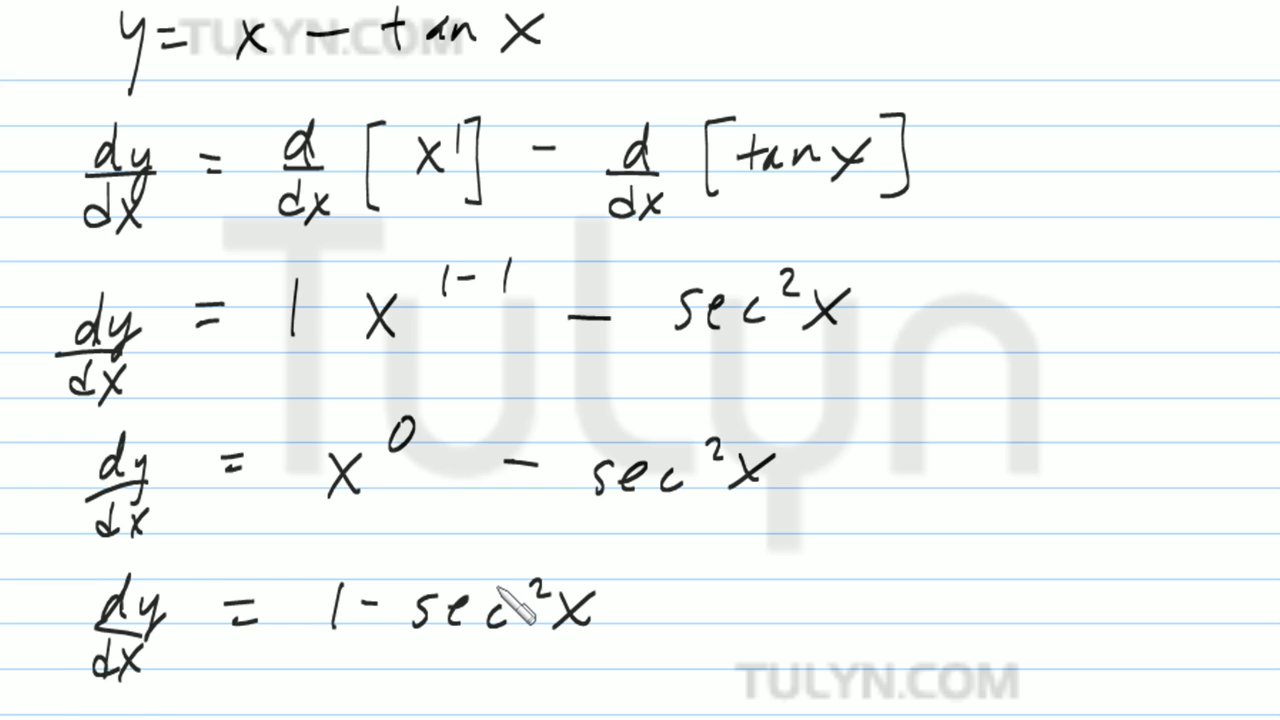 TULYN.COM
y = x - tan x
dy/dx = d/dx [x¹] - d/dx [tan x]
dy/dx = 1 x¹⁻¹ - sec²x
dy/dx = x⁰ - sec²x
dy/dx = 1 - sec²x
TuLyn
TULYN.COM